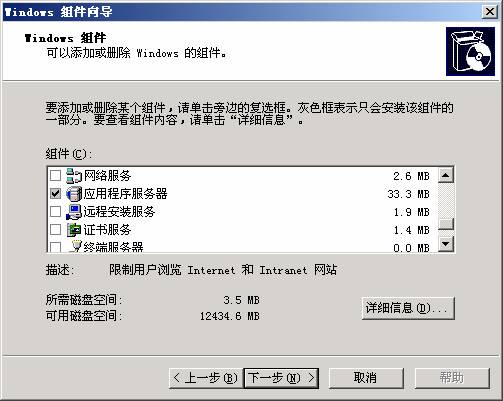 Windows 组件向导
Windows 组件
可以添加或删除 Windows 的组件。
要添加或删除某个组件，请单击旁边的复选框。灰色框表示只会安装该组件的
一部分。要查看组件内容，请单击“详细信息”。
组件(C):
网络服务 2.6 MB
应用程序服务器 33.3 MB
远程安装服务 1.9 MB
证书服务 1.4 MB
终端服务器 0.0 MB
描述: 限制用户浏览 Internet 和 Intranet 网站
所需磁盘空间: 3.5 MB
可用磁盘空间: 12434.6 MB
详细信息(D)...
< 上一步(B) 下一步(N) > 取消 帮助